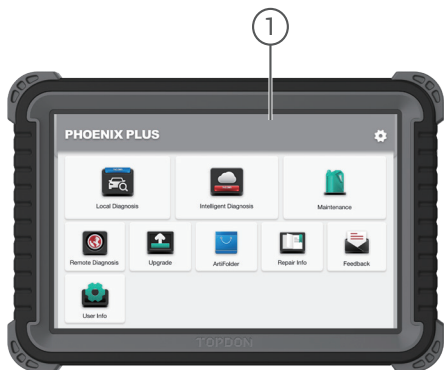 1
PHOENIX PLUS
Local Diagnosis
Intelligent Diagnosis
Maintenance
Remote Diagnosis
Upgrade
ArtiFolder
Repair Info
Feedback
User Info
TOPDON